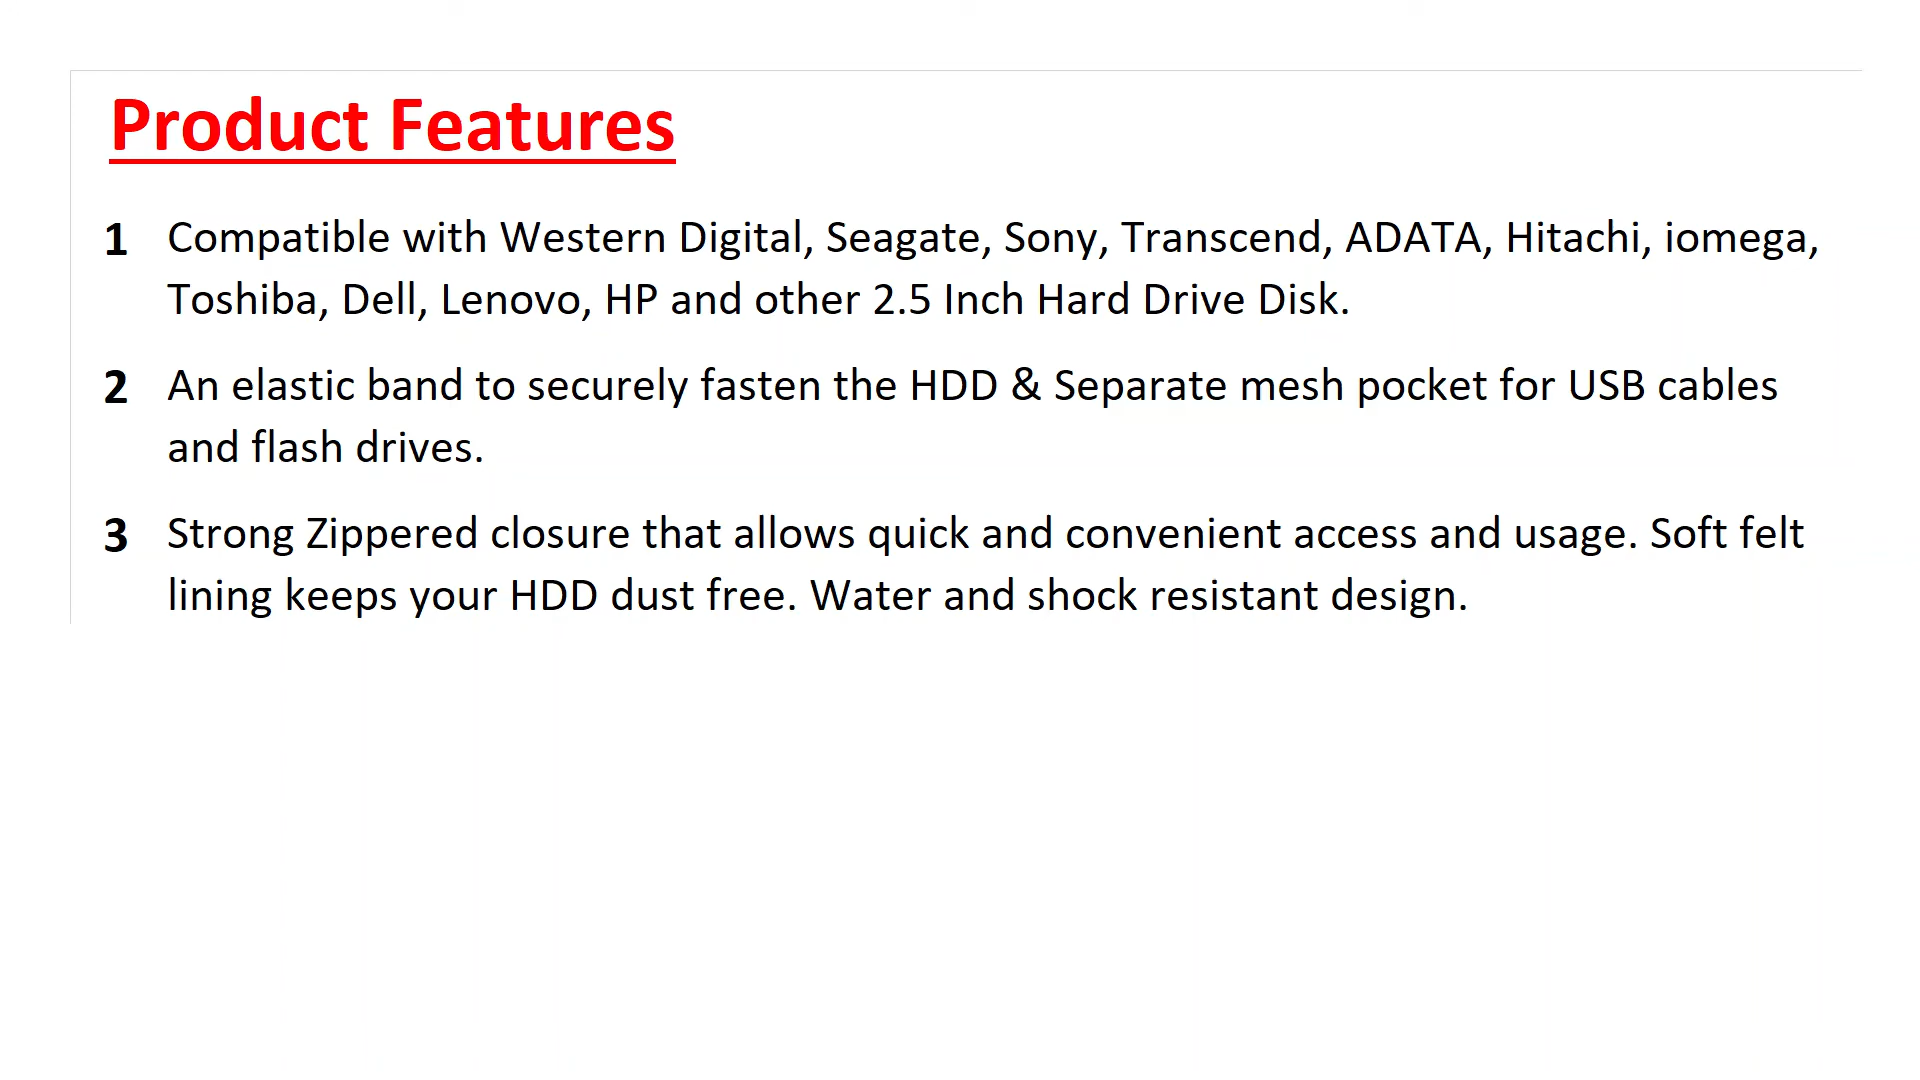 Product Features
1 Compatible with Western Digital, Seagate, Sony, Transcend, ADATA, Hitachi, iomega,
Toshiba, Dell, Lenovo, HP and other 2.5 Inch Hard Drive Disk.
2 An elastic band to securely fasten the HDD & Separate mesh pocket for USB cables
and flash drives.
3 Strong Zippered closure that allows quick and convenient access and usage. Soft felt
lining keeps your HDD dust free. Water and shock resistant design.